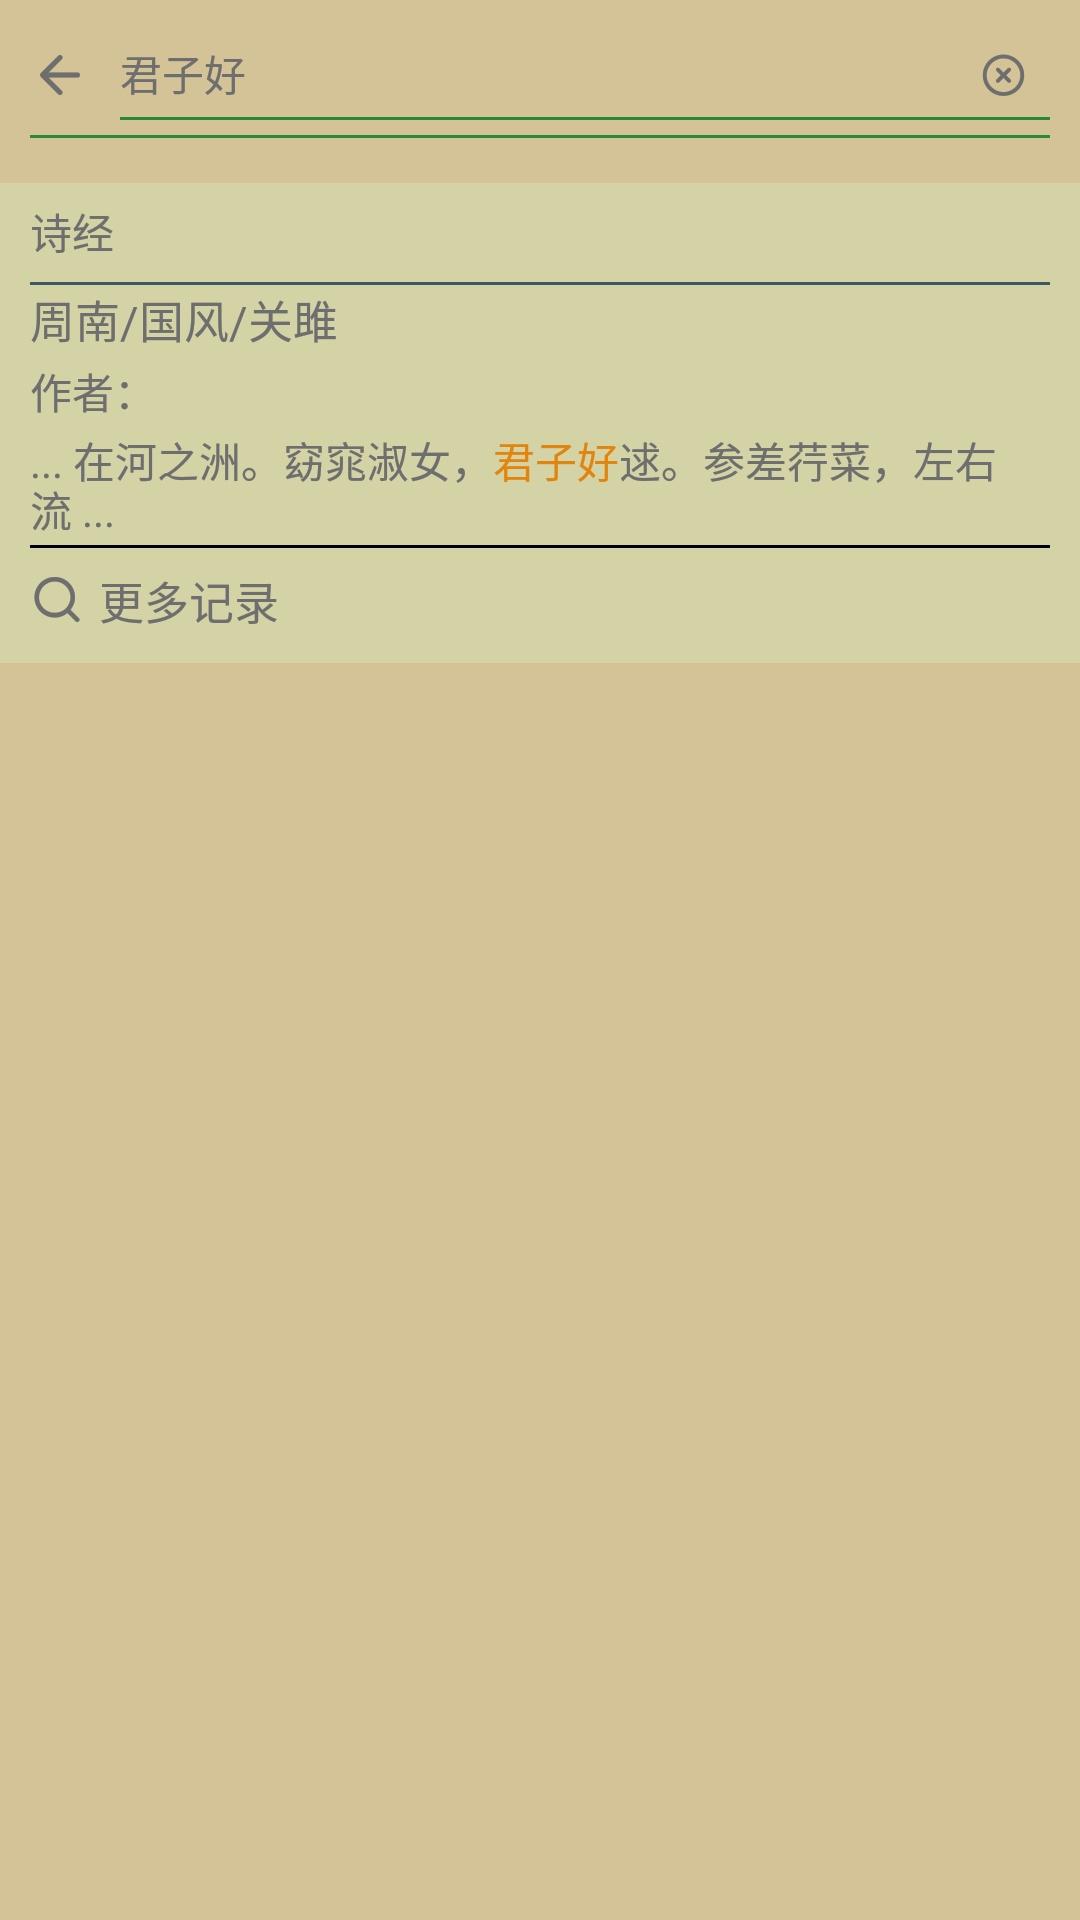 君子好
诗经
周南/国风/关雎
作者：
... 在河之洲。窈窕淑女，君子好逑。参差荇菜，左右
流 ...
更多记录